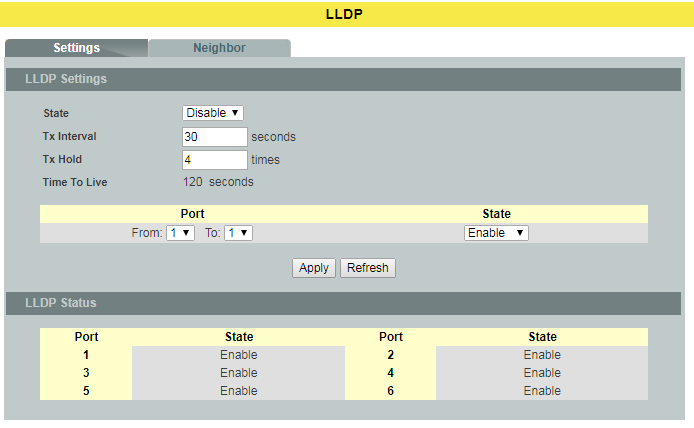 LLDP
Settings Neighbor
LLDP Settings
State Disable
Tx Interval 30 seconds
Tx Hold 4 times
Time To Live 120 seconds
Port State
From: 1 To: 1 Enable
Apply Refresh
LLDP Status
Port State Port State
1 Enable 2 Enable
3 Enable 4 Enable
5 Enable 6 Enable